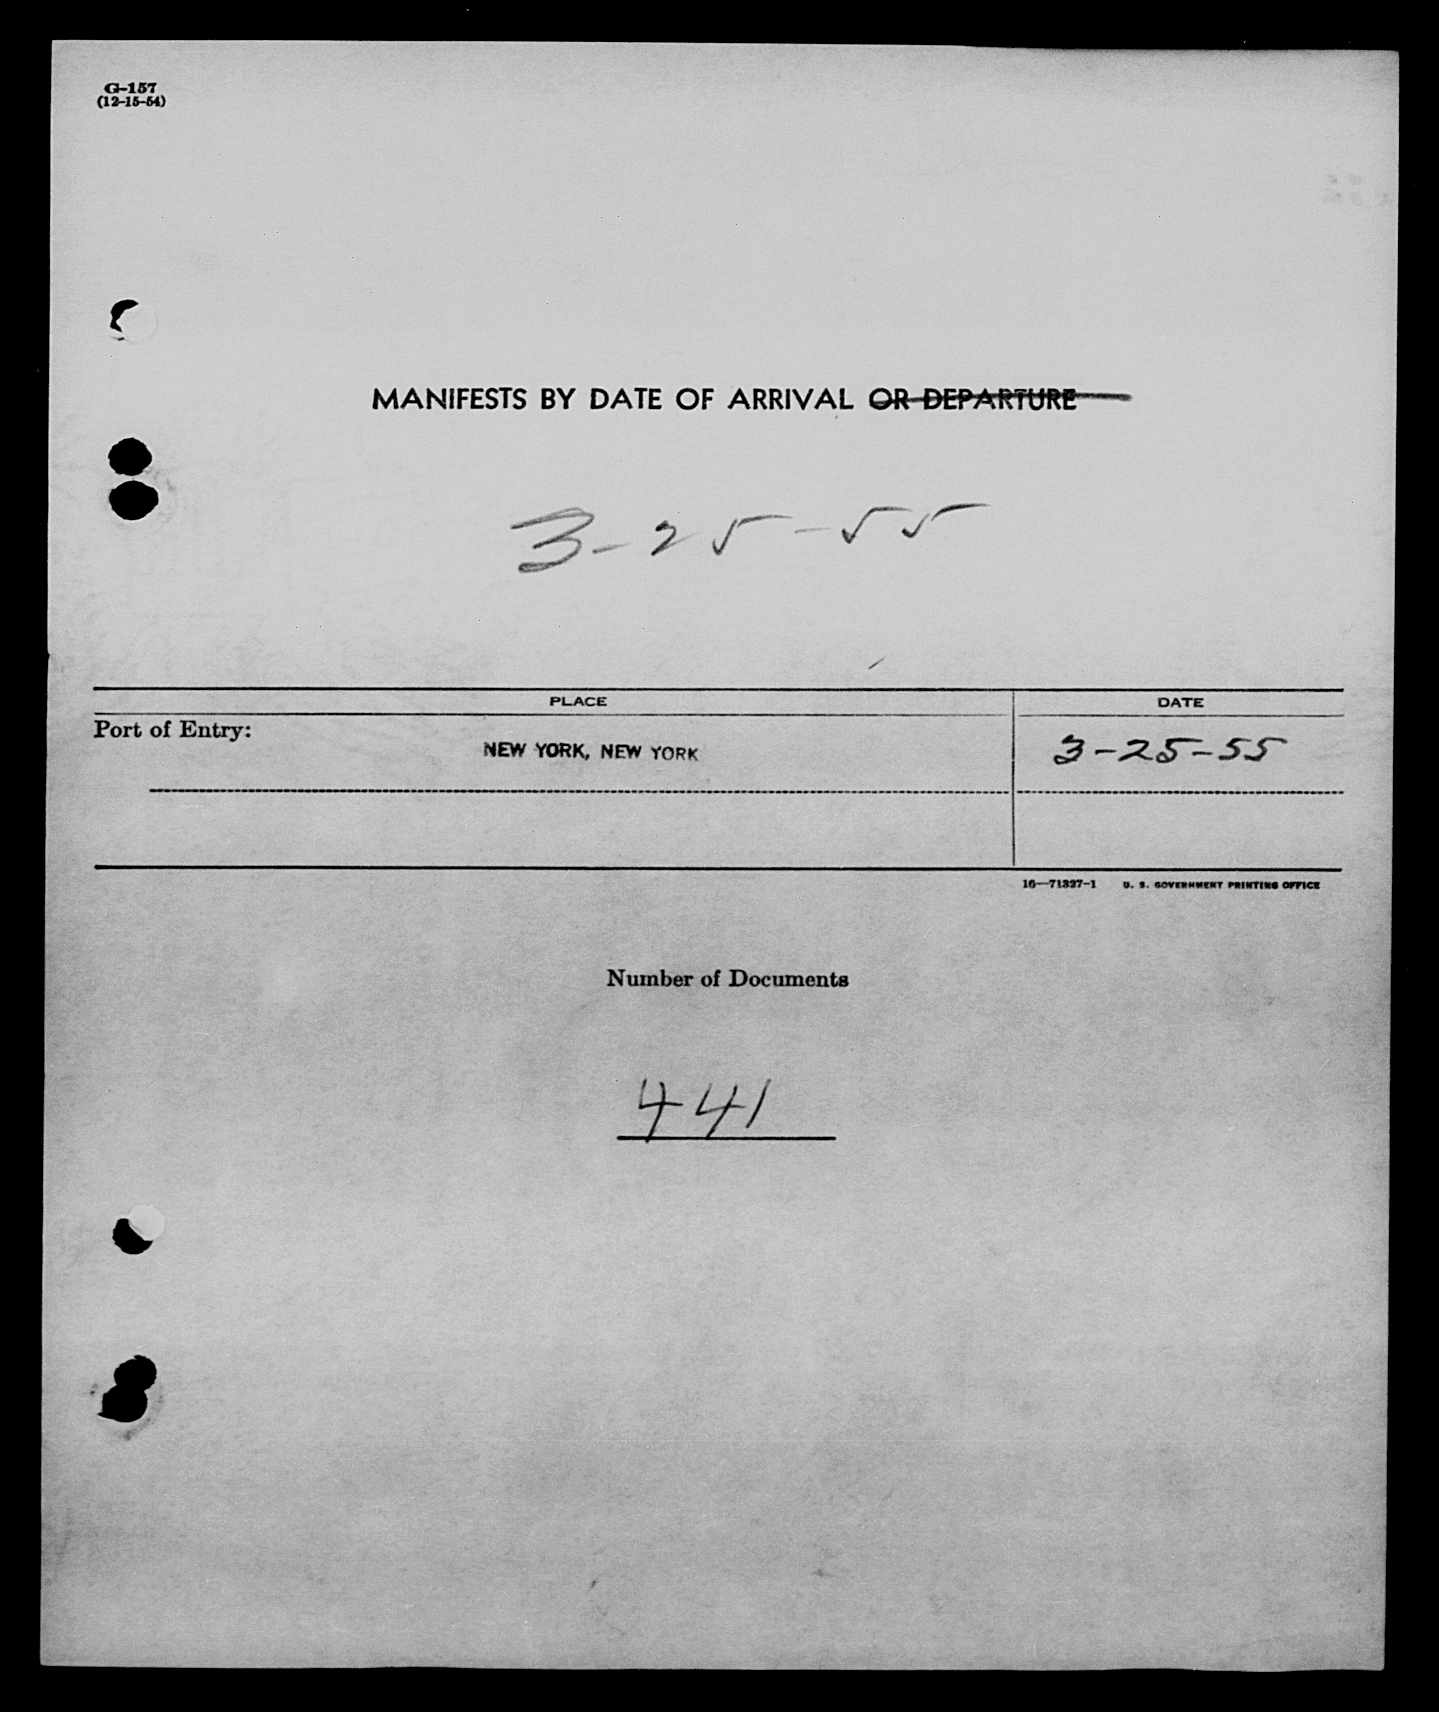 G-157
(12-15-54)
MANIFESTS BY DATE OF ARRIVAL OR DEPARTURE
3-25-55
PLACE DATE
Port of Entry:
NEW YORK, NEW YORK 3-25-55
16—71327-1 U. S. GOVERNMENT PRINTING OFFICE
Number of Documents
441